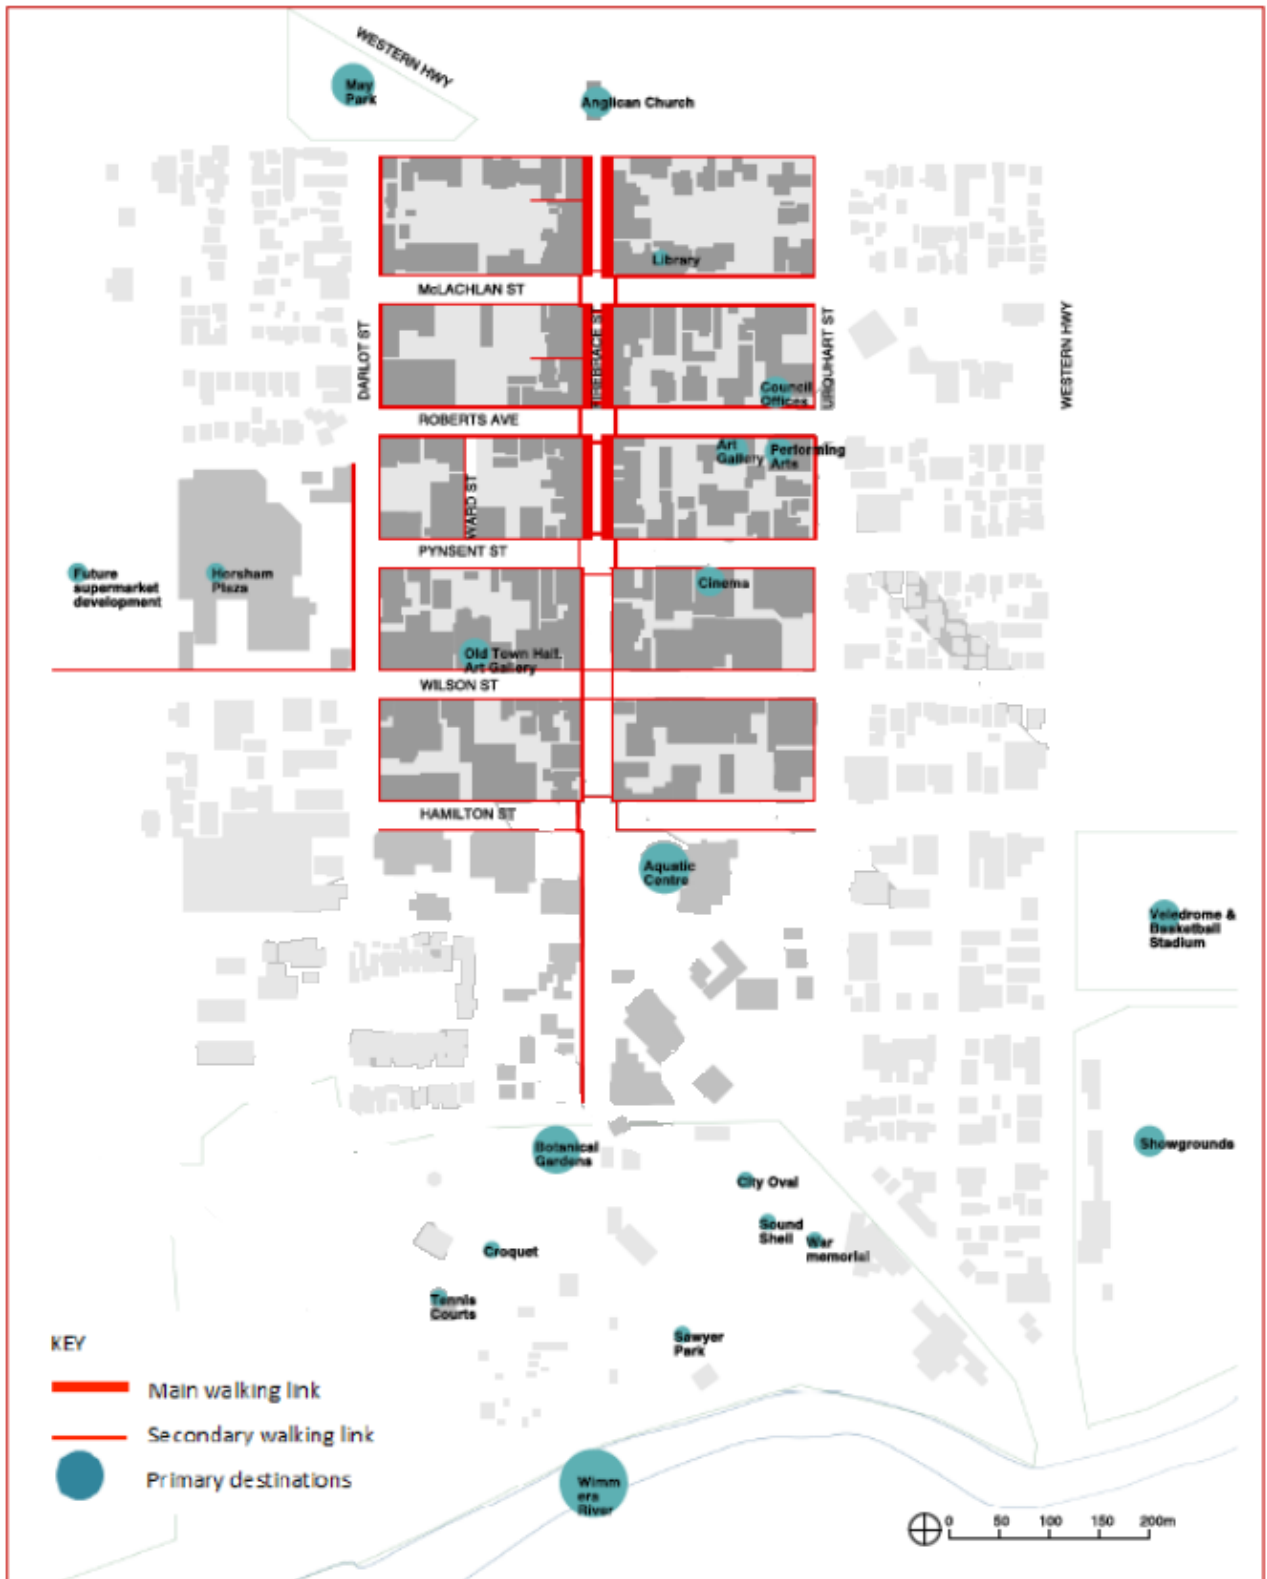 WESTERN HWY
May
Park
Anglican Church
Library
McLACHLAN ST
DARLOT ST
URQUHART ST
WESTERN HWY
Council
Offices
ROBERTS AVE
Art
Gallery
Performing
Arts
WARD ST
PYNSENT ST
Future
supermarket
development
Horsham
Plaza
Cinema
Old Town Hall.
Art Gallery
WILSON ST
HAMILTON ST
Aquatic
Centre
Velodrome &
Basketball
Stadium
Botanical
Gardens
Showgrounds
City Oval
Sound
Shell
War
memorial
Croquet
Tennis
Courts
Sawyer
Park
KEY
Main walking link
Secondary walking link
Primary destinations
Wimm
era
River
0 50 100 150 200m